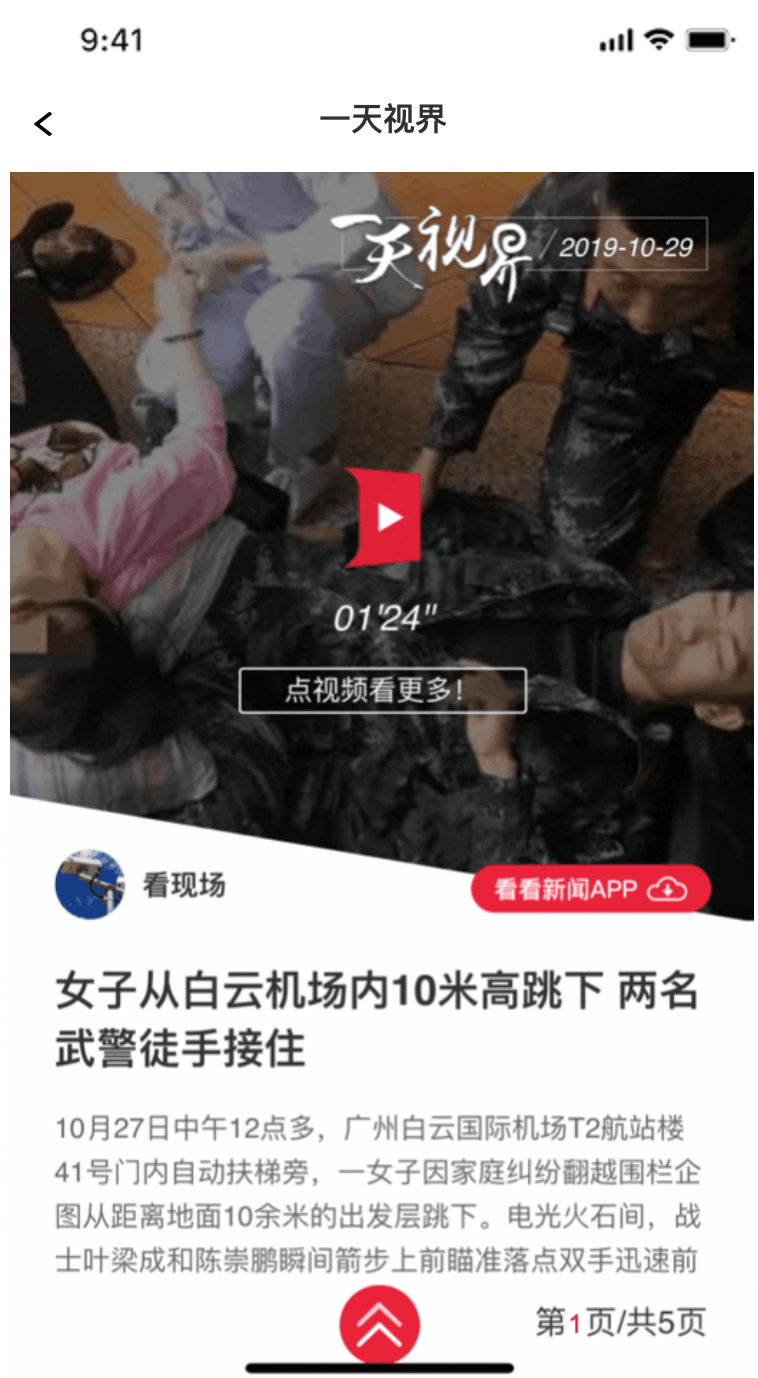 9:41
一天视界
一天视界 / 2019-10-29
01'24"
点视频看更多！
看现场
看看新闻APP
女子从白云机场内10米高跳下 两名
武警徒手接住
10月27日中午12点多，广州白云国际机场T2航站楼
41号门内自动扶梯旁，一女子因家庭纠纷翻越围栏企
图从距离地面10余米的出发层跳下。电光火石间，战
士叶梁成和陈崇鹏瞬间箭步上前瞄准落点双手迅速前
第1页/共5页